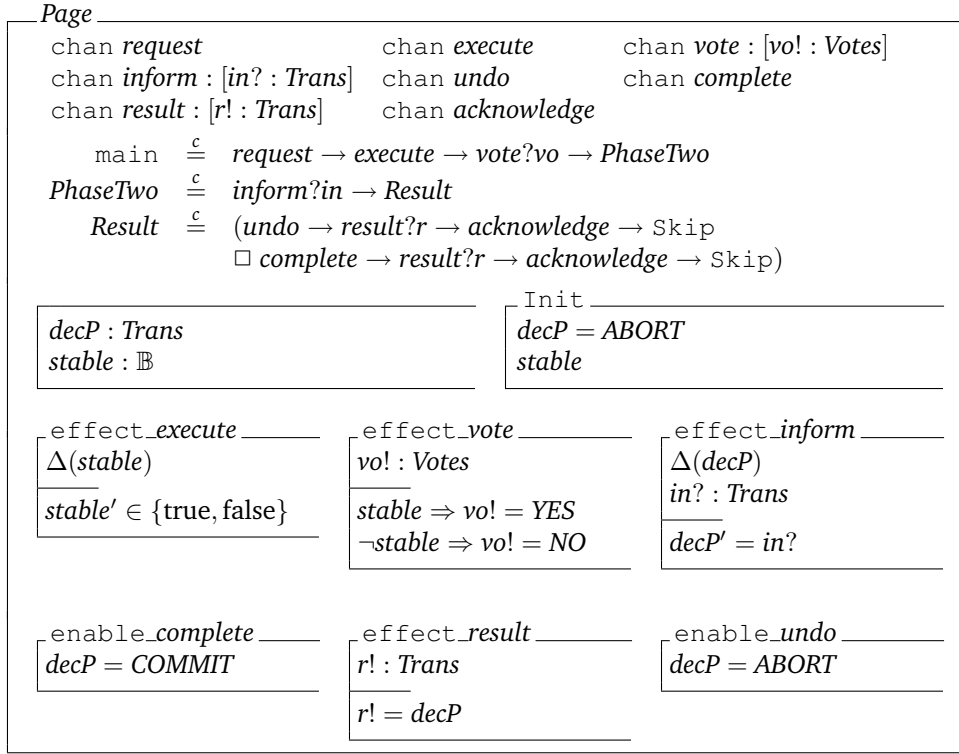 Page
chan request chan execute chan vote : [vo! : Votes]
chan inform : [in? : Trans] chan undo chan complete
chan result : [r! : Trans] chan acknowledge
main c= request → execute → vote?vo → PhaseTwo
PhaseTwo c= inform?in → Result
Result c= (undo → result?r → acknowledge → Skip
□ complete → result?r → acknowledge → Skip)
decP : Trans
stable : 𝔹
Init
decP = ABORT
stable
effect_execute
Δ(stable)
stable′ ∈ {true, false}
effect_vote
vo! : Votes
stable ⇒ vo! = YES
¬stable ⇒ vo! = NO
effect_inform
Δ(decP)
in? : Trans
decP′ = in?
enable_complete
decP = COMMIT
effect_result
r! : Trans
r! = decP
enable_undo
decP = ABORT